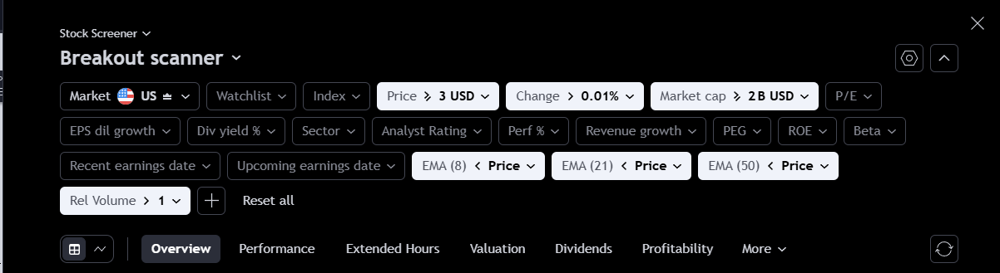 Stock Screener
Breakout scanner
Market US Watchlist Index Price ≥ 3 USD Change > 0.01% Market cap ≥ 2 B USD P/E
EPS dil growth Div yield % Sector Analyst Rating Perf % Revenue growth PEG ROE Beta
Recent earnings date Upcoming earnings date EMA (8) < Price EMA (21) < Price EMA (50) < Price
Rel Volume > 1 Reset all
Overview Performance Extended Hours Valuation Dividends Profitability More